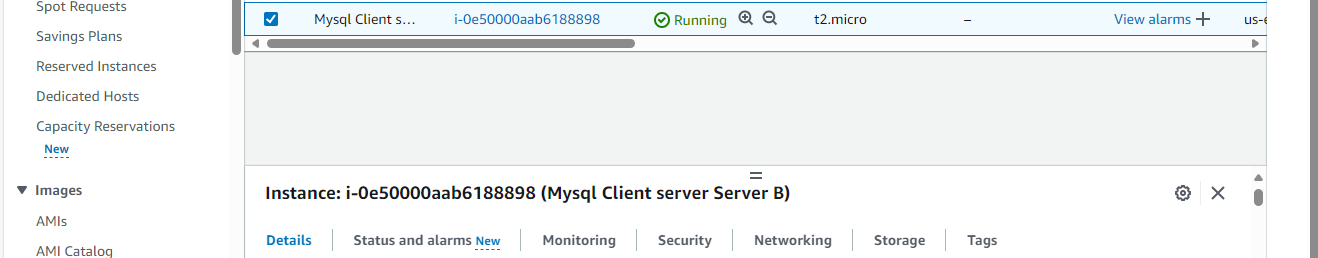 Spot Requests
Savings Plans
Reserved Instances
Dedicated Hosts
Capacity Reservations
New
Images
AMIs
AMI Catalog
Mysql Client s... i-0e50000aab6188898 Running t2.micro – View alarms us-e
Instance: i-0e50000aab6188898 (Mysql Client server Server B)
Details Status and alarms New Monitoring Security Networking Storage Tags